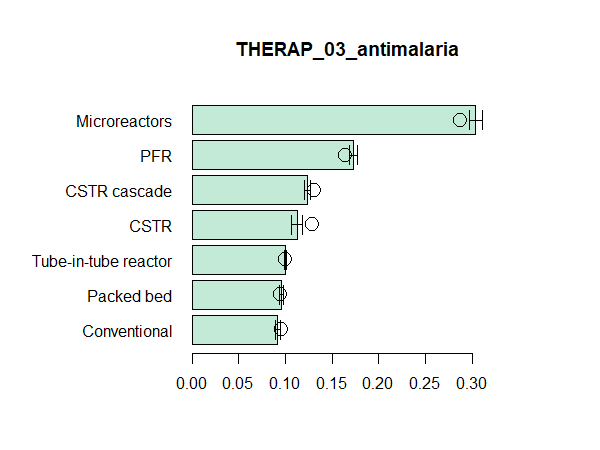 THERAP_03_antimalaria
Microreactors
PFR
CSTR cascade
CSTR
Tube-in-tube reactor
Packed bed
Conventional
0.00 0.05 0.10 0.15 0.20 0.25 0.30